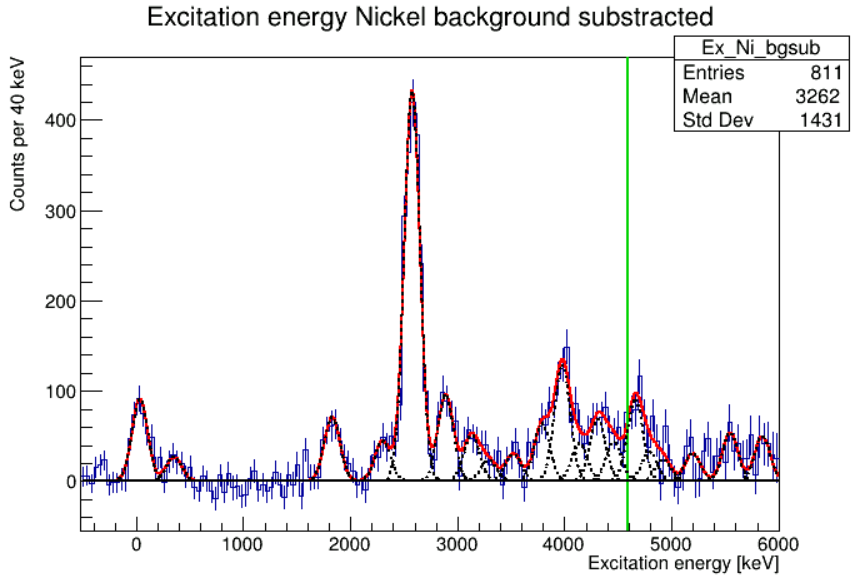 Excitation energy Nickel background substracted
Ex_Ni_bgsub
Entries 811
Mean 3262
Std Dev 1431
Counts per 40 keV
400
300
200
100
0
0 1000 2000 3000 4000 5000 6000
Excitation energy [keV]